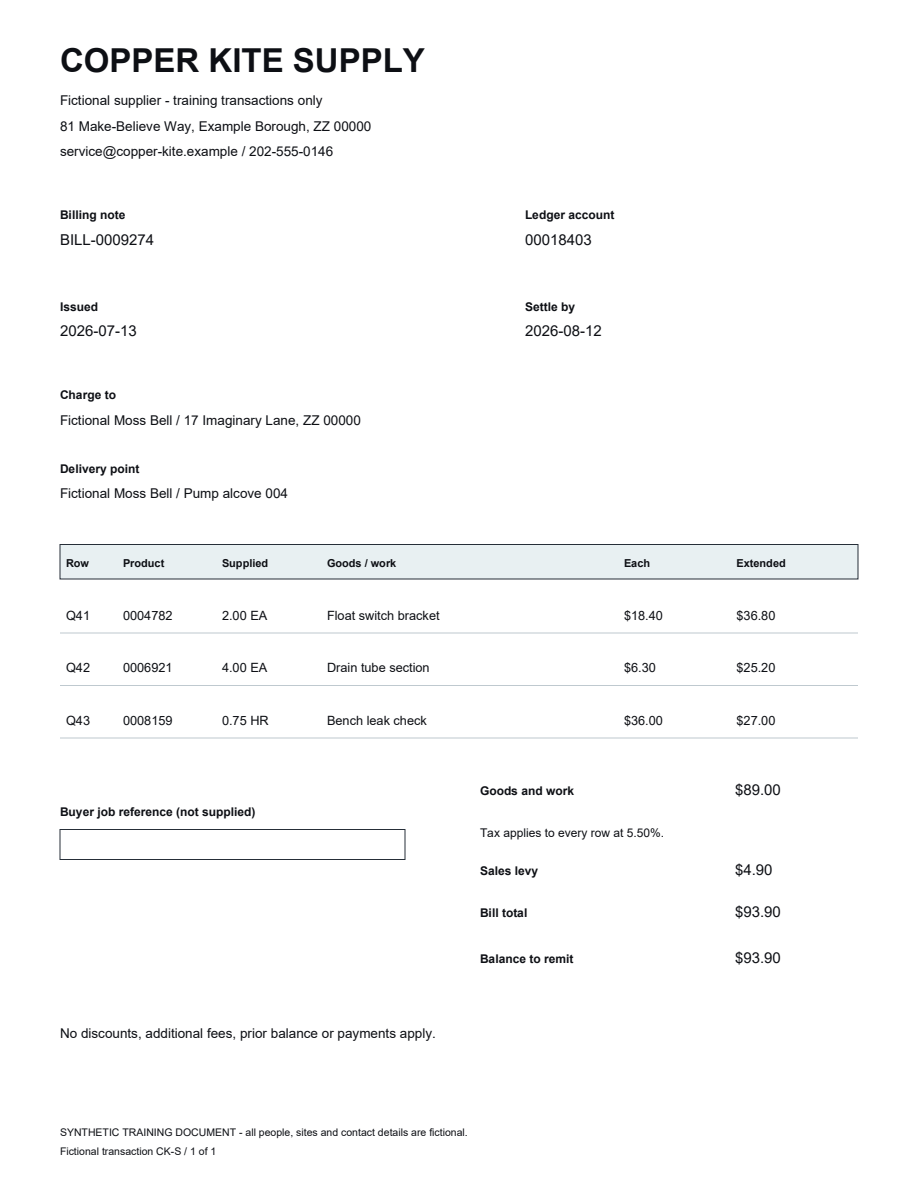 COPPER KITE SUPPLY
Fictional supplier - training transactions only
81 Make-Believe Way, Example Borough, ZZ 00000
service@copper-kite.example / 202-555-0146
Billing note Ledger account
BILL-0009274 00018403
Issued Settle by
2026-07-13 2026-08-12
Charge to
Fictional Moss Bell / 17 Imaginary Lane, ZZ 00000
Delivery point
Fictional Moss Bell / Pump alcove 004
Row Product Supplied Goods / work Each Extended
Q41 0004782 2.00 EA Float switch bracket $18.40 $36.80
Q42 0006921 4.00 EA Drain tube section $6.30 $25.20
Q43 0008159 0.75 HR Bench leak check $36.00 $27.00
Goods and work $89.00
Buyer job reference (not supplied)
Tax applies to every row at 5.50%.
Sales levy $4.90
Bill total $93.90
Balance to remit $93.90
No discounts, additional fees, prior balance or payments apply.
SYNTHETIC TRAINING DOCUMENT - all people, sites and contact details are fictional.
Fictional transaction CK-S / 1 of 1